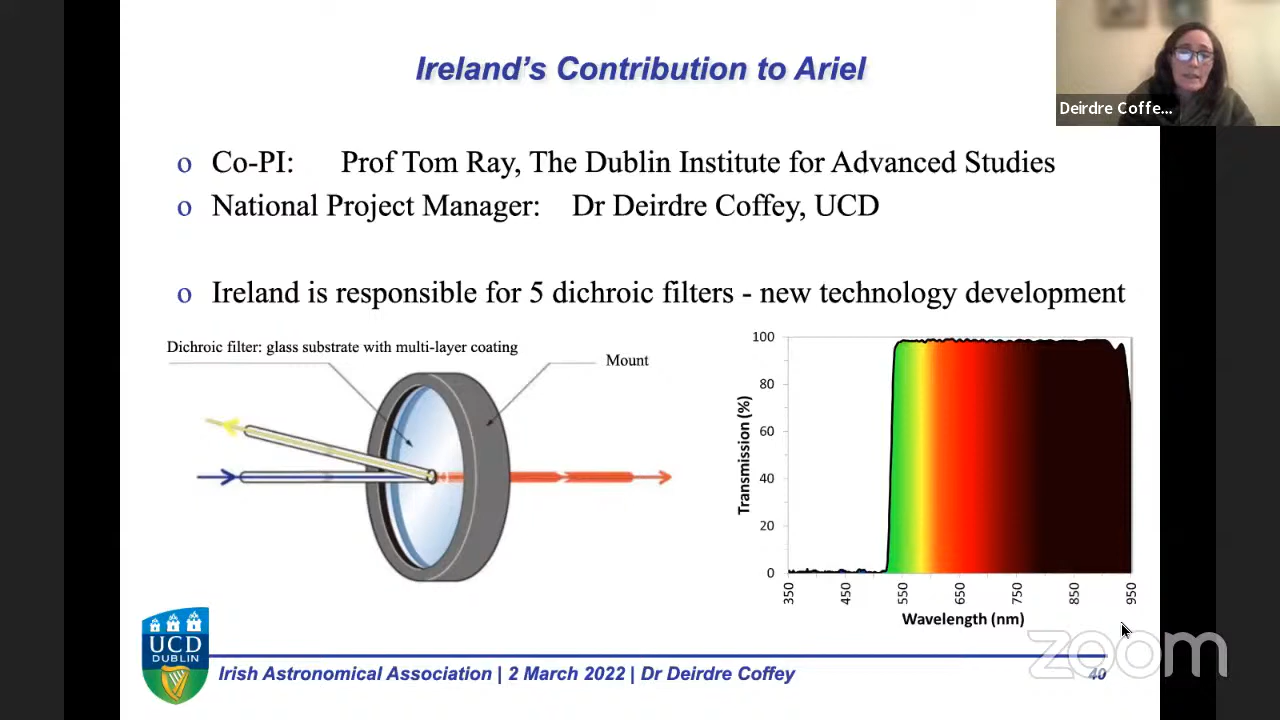 Ireland's Contribution to Ariel
Deirdre Coffe...
o Co-PI: Prof Tom Ray, The Dublin Institute for Advanced Studies
o National Project Manager: Dr Deirdre Coffey, UCD
o Ireland is responsible for 5 dichroic filters - new technology development
Dichroic filter: glass substrate with multi-layer coating
Mount
100
80
60
40
20
0
Transmission (%)
350 450 550 650 750 850 950
Wavelength (nm)
UCD
DUBLIN
Irish Astronomical Association | 2 March 2022 | Dr Deirdre Coffey
40
zoom